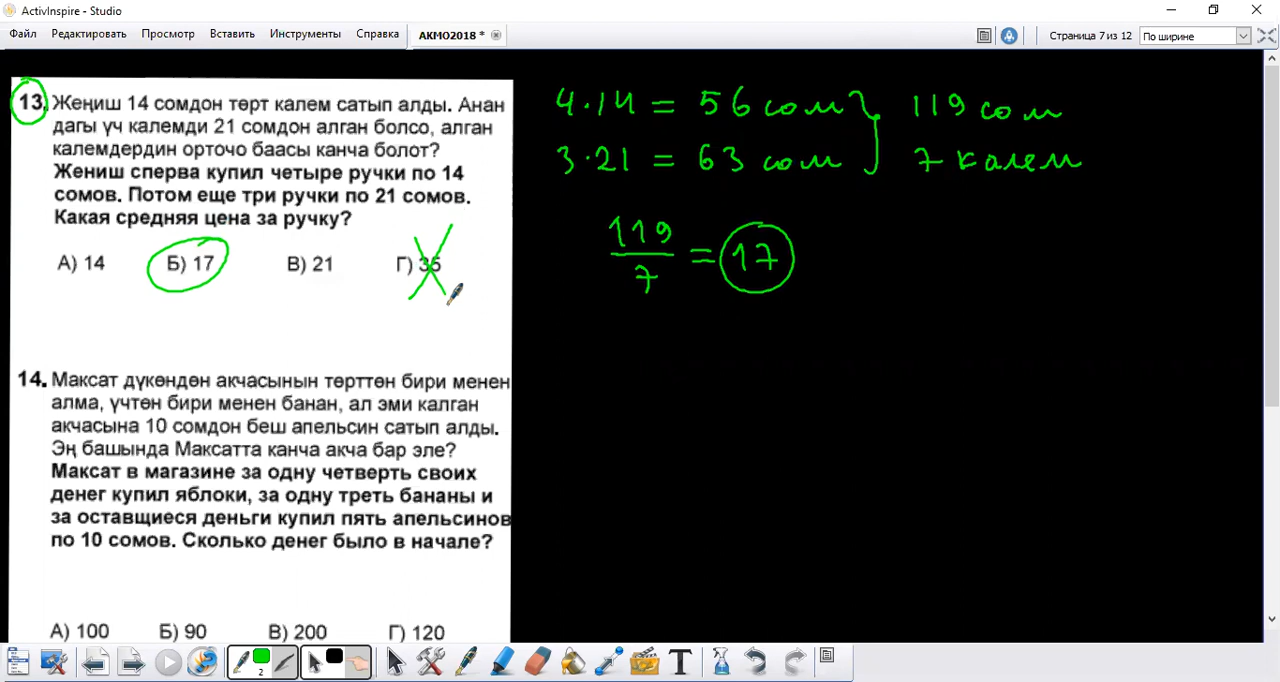 ActivInspire - Studio
Файл Редактировать Просмотр Вставить Инструменты Справка АКМО2018 * Страница 7 из 12 По ширине
13. Жеңиш 14 сомдон төрт калем сатып алды. Анан
дагы үч калемди 21 сомдон алган болсо, алган
калемдердин орточо баасы канча болот?
Жениш сперва купил четыре ручки по 14
сомов. Потом еще три ручки по 21 сомов.
Какая средняя цена за ручку?
А) 14 Б) 17 В) 21 Г) 35
4·14 = 56 сом 119 сом
3·21 = 63 сом 7 калем
119
7
= 17
14. Максат дүкөндөн акчасынын төрттөн бири менен
алма, үчтөн бири менен банан, ал эми калган
акчасына 10 сомдон беш апельсин сатып алды.
Эң башында Максатта канча акча бар эле?
Максат в магазине за одну четверть своих
денег купил яблоки, за одну треть бананы и
за оставщиеся деньги купил пять апельсинов
по 10 сомов. Сколько денег было в начале?
А) 100 Б) 90 В) 200 Г) 120
2